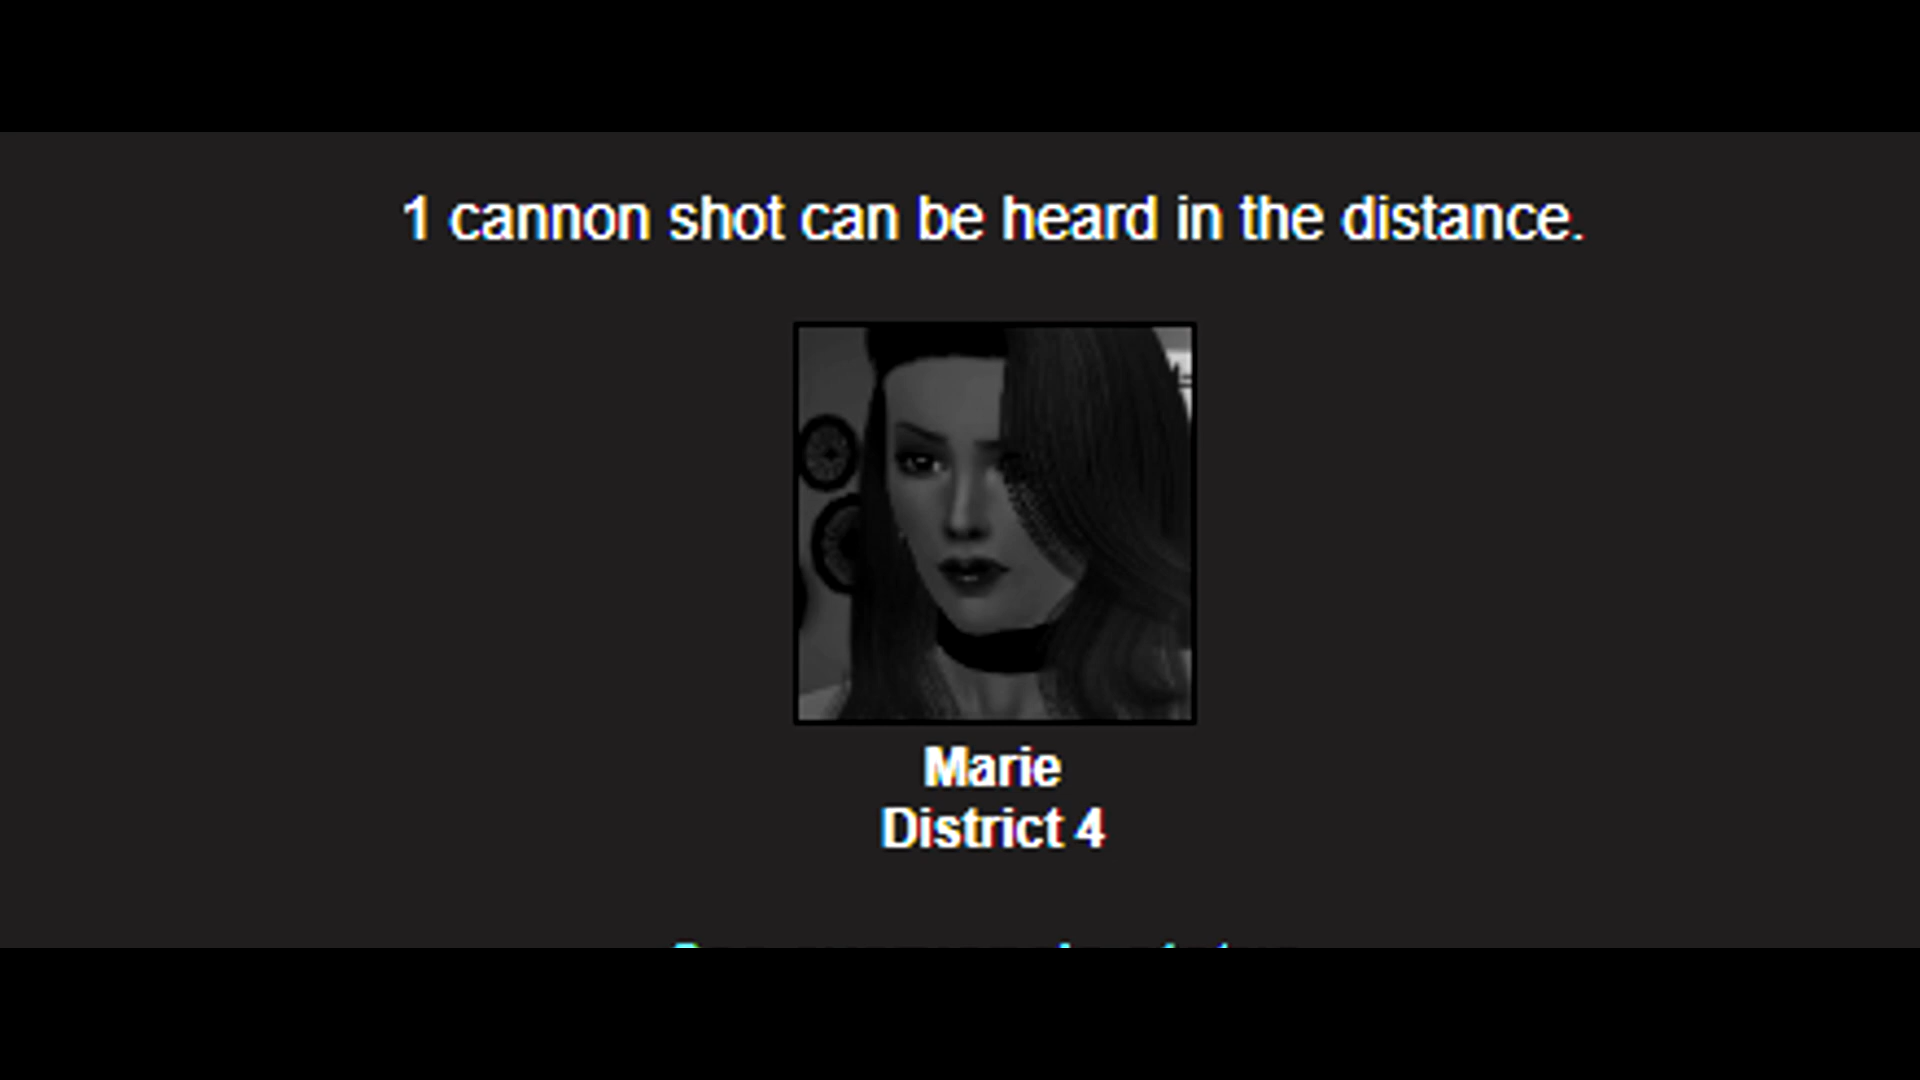 1 cannon shot can be heard in the distance.
Marie
District 4